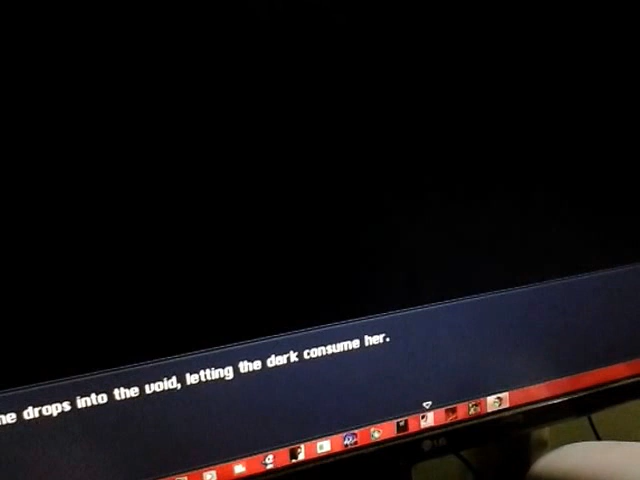 he drops into the void, letting the dark consume her.
LG